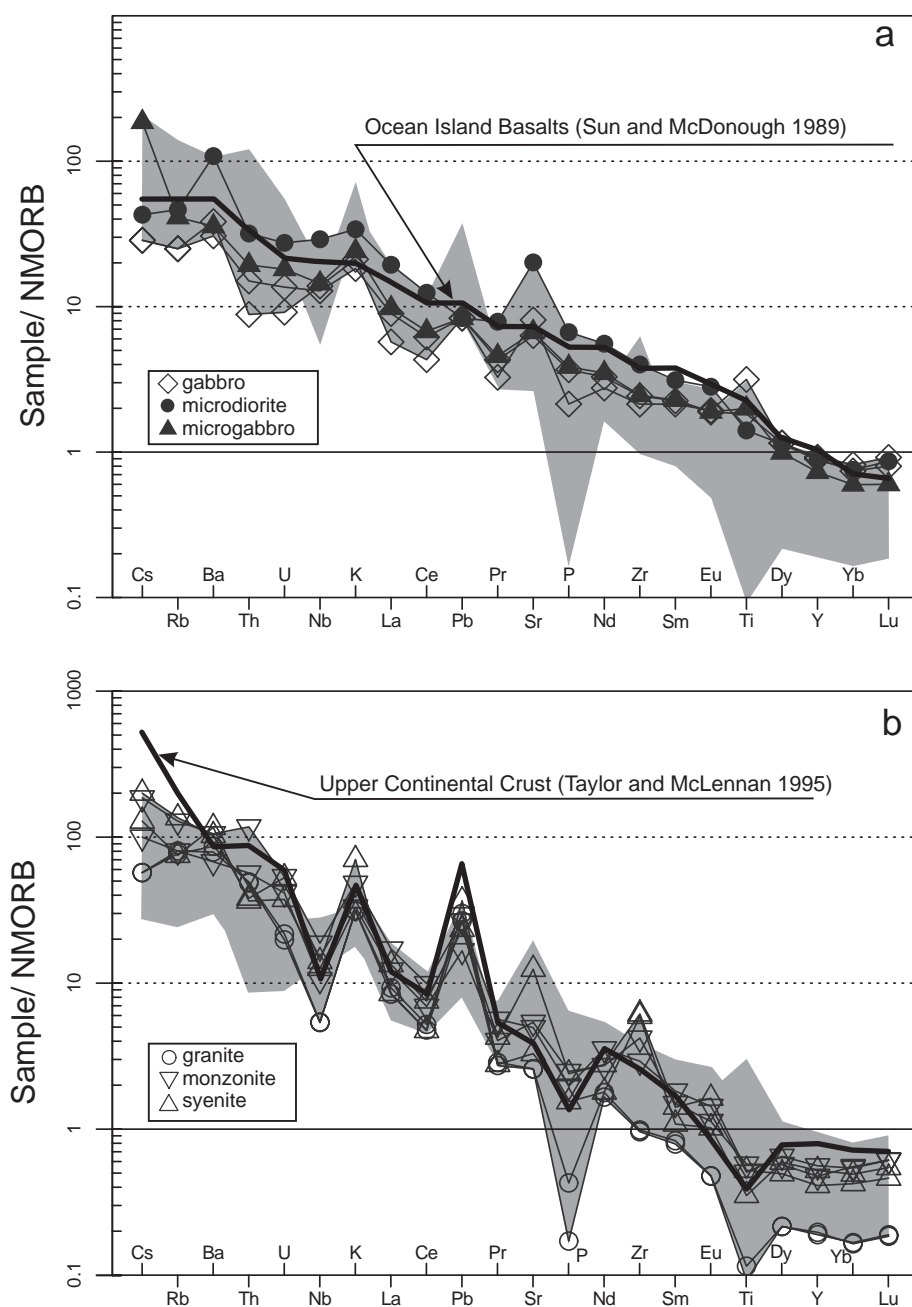 a
Ocean Island Basalts (Sun and McDonough 1989)
100
10
1
0.1
Sample/ NMORB
gabbro
microdiorite
microgabbro
Cs Ba U K Ce Pr P Zr Eu Dy Yb
Rb Th Nb La Pb Sr Nd Sm Ti Y Lu
b
Upper Continental Crust (Taylor and McLennan 1995)
1000
100
10
1
0.1
Sample/ NMORB
granite
monzonite
syenite
Cs Ba U K Ce Pr P Zr Eu Dy Yb
Rb Th Nb La Pb Sr Nd Sm Ti Y Lu